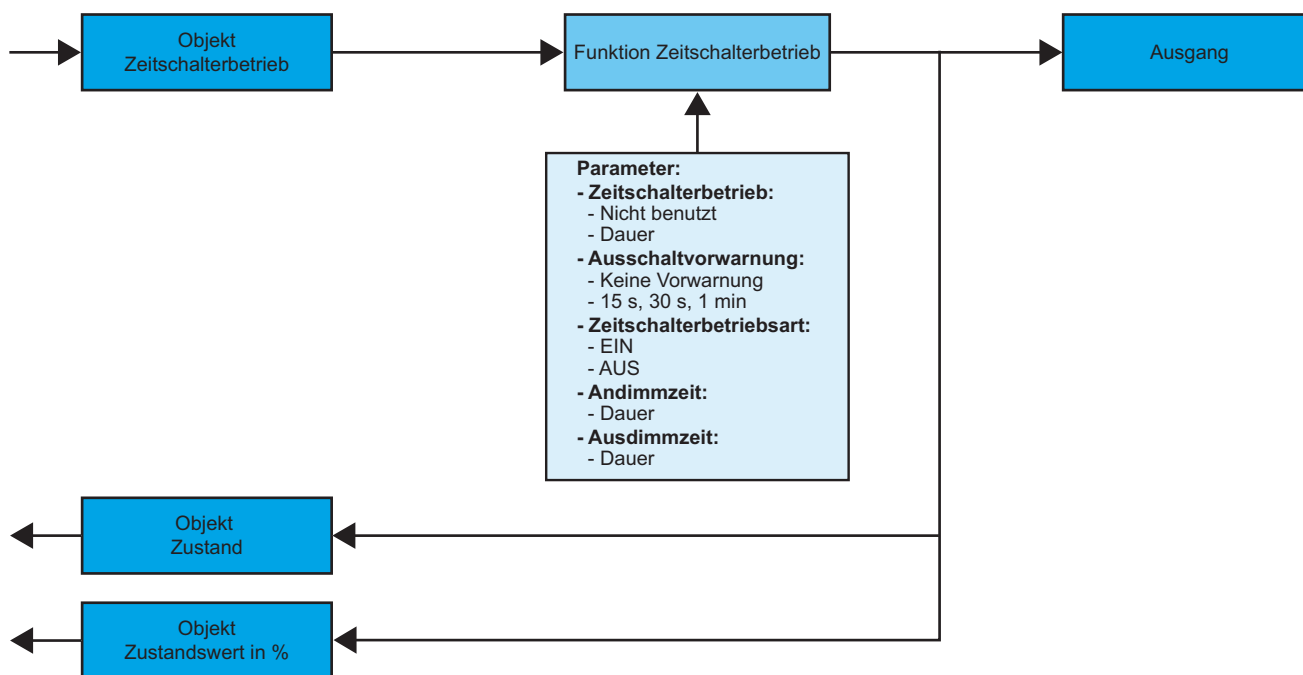 Objekt
Zeitschalterbetrieb
Funktion Zeitschalterbetrieb
Ausgang
Parameter:
- Zeitschalterbetrieb:
- Nicht benutzt
- Dauer
- Ausschaltvorwarnung:
- Keine Vorwarnung
- 15 s, 30 s, 1 min
- Zeitschalterbetriebsart:
- EIN
- AUS
- Andimmzeit:
- Dauer
- Ausdimmzeit:
- Dauer
Objekt
Zustand
Objekt
Zustandswert in %